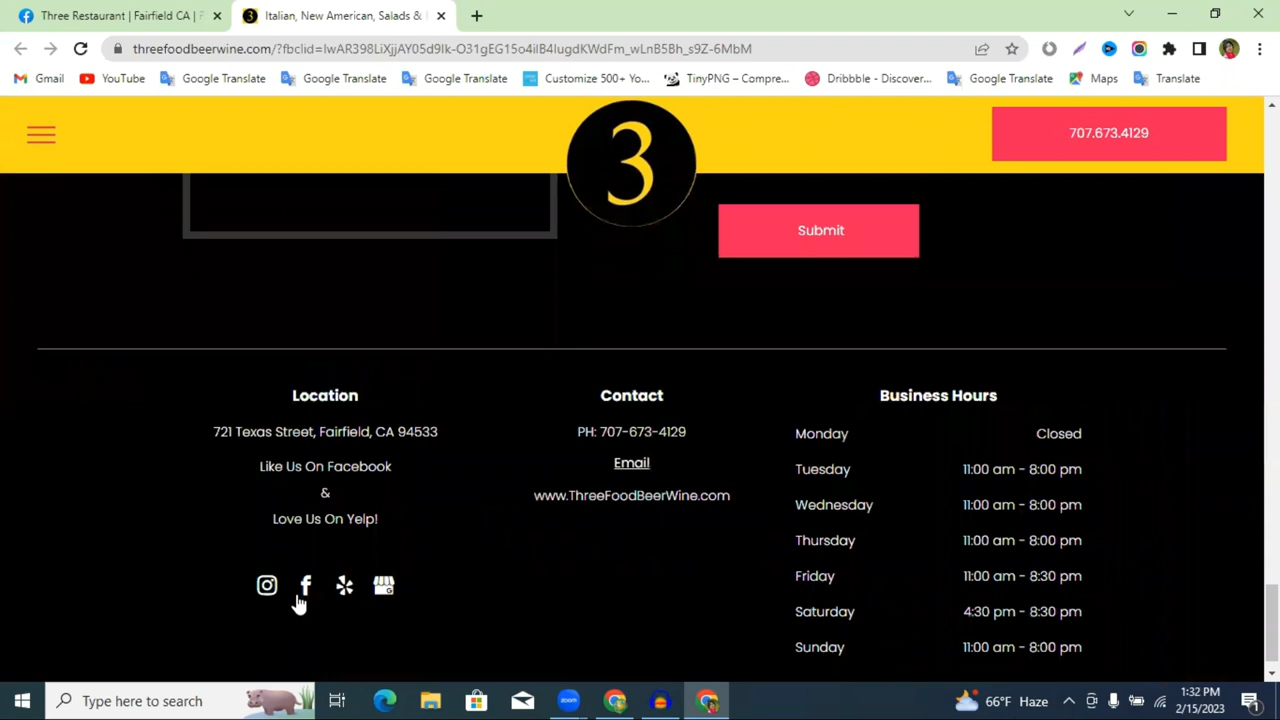 Three Restaurant | Fairfield CA |
3 Italian, New American, Salads &
threefoodbeerwine.com/?fbclid=IwAR398LiXjjAY05d9fk-O31gEG15o4ilB4lugdKWdFm_wLnB5Bh_s9Z-6MbM
Gmail YouTube Google Translate Google Translate Google Translate Customize 500+ Yo... TinyPNG – Compre... Dribbble - Discover... Google Translate Maps Translate
3
707.673.4129
Submit
Location
721 Texas Street, Fairfield, CA 94533
Like Us On Facebook
&
Love Us On Yelp!
Contact
PH: 707-673-4129
Email
www.ThreeFoodBeerWine.com
Business Hours
Monday Closed
Tuesday 11:00 am - 8:00 pm
Wednesday 11:00 am - 8:00 pm
Thursday 11:00 am - 8:00 pm
Friday 11:00 am - 8:30 pm
Saturday 4:30 pm - 8:30 pm
Sunday 11:00 am - 8:00 pm
Type here to search
66°F Haze
1:32 PM
2/15/2023
1